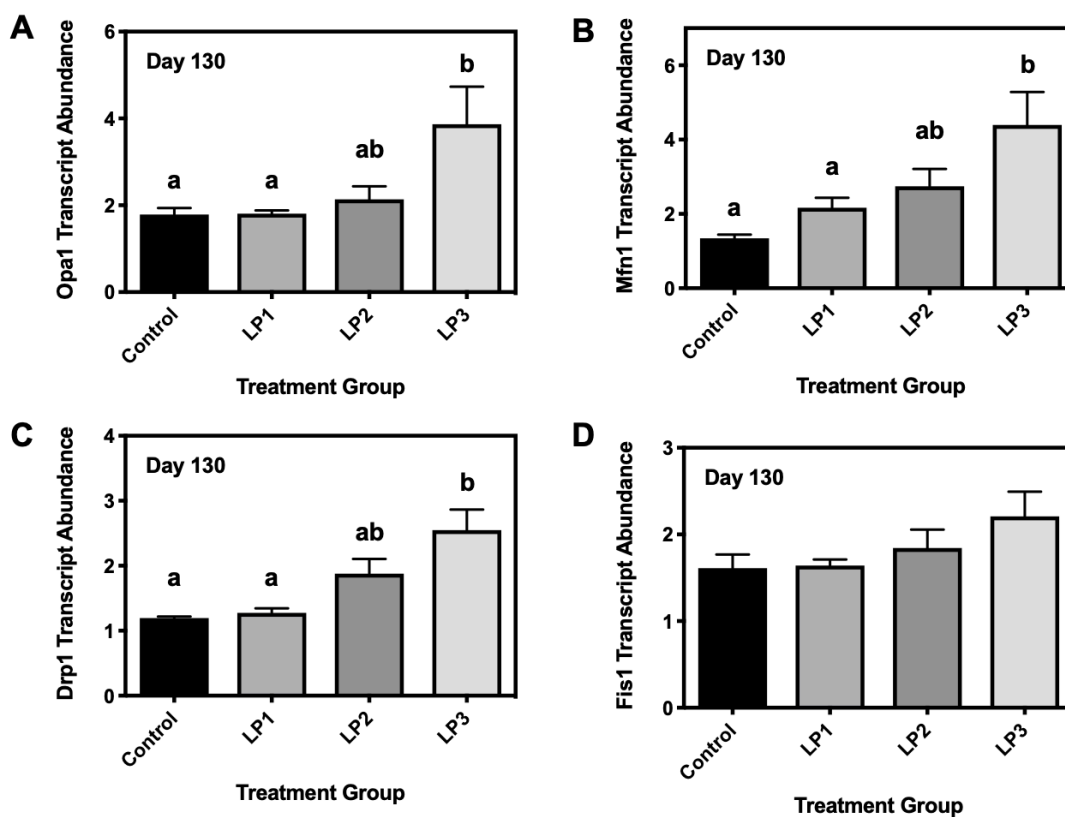 A
Opa1 Transcript Abundance
6
4
2
0
Day 130
a
a
ab
b
Control
LP1
LP2
LP3
Treatment Group
B
Mfn1 Transcript Abundance
6
4
2
0
Day 130
a
a
ab
b
Control
LP1
LP2
LP3
Treatment Group
C
Drp1 Transcript Abundance
4
3
2
1
0
Day 130
a
a
ab
b
Control
LP1
LP2
LP3
Treatment Group
D
Fis1 Transcript Abundance
3
2
1
0
Day 130
Control
LP1
LP2
LP3
Treatment Group